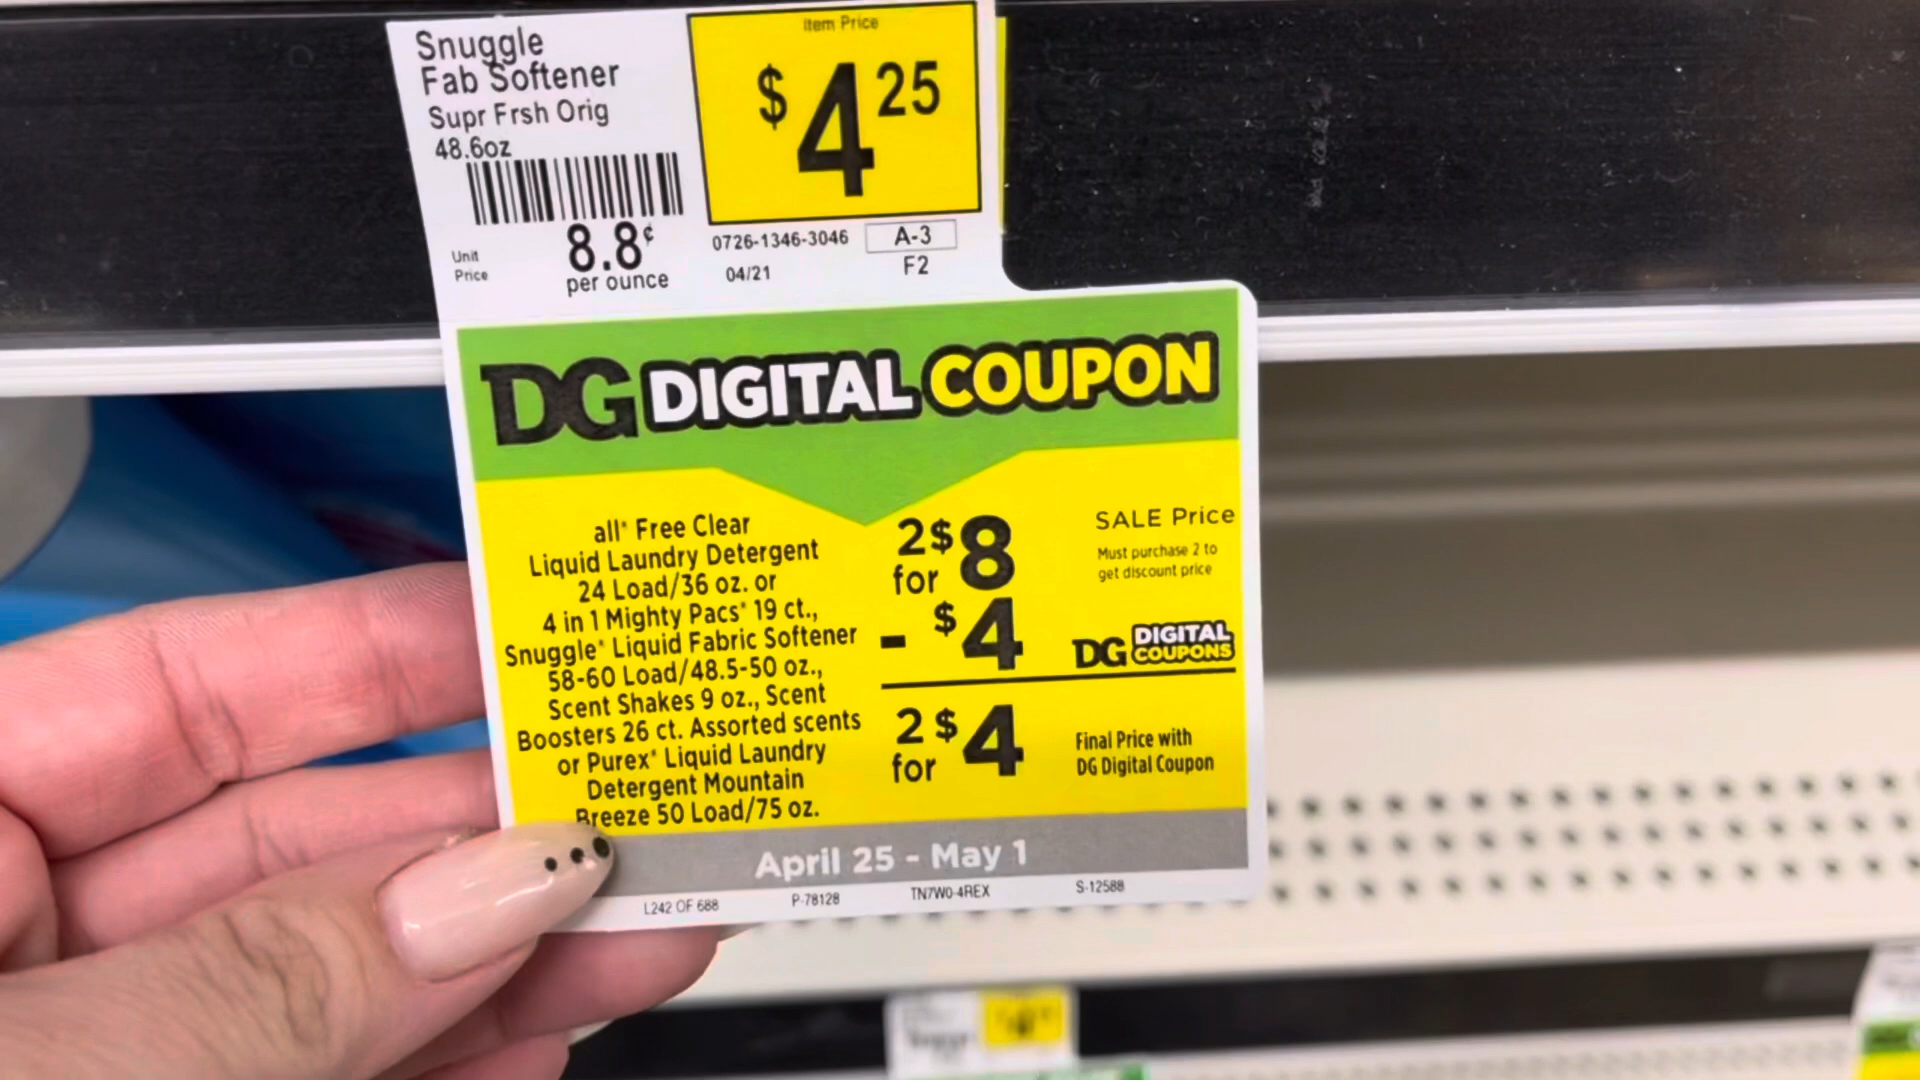 Snuggle
Fab Softener
Supr Frsh Orig
48.6oz
Item Price
$4 25
Unit
Price
8.8¢
per ounce
0726-1346-3046
04/21
A-3
F2
DG DIGITAL COUPON
all® Free Clear
Liquid Laundry Detergent
24 Load/36 oz. or
4 in 1 Mighty Pacs® 19 ct.,
Snuggle® Liquid Fabric Softener
58-60 Load/48.5-50 oz.,
Scent Shakes 9 oz., Scent
Boosters 26 ct. Assorted scents
or Purex® Liquid Laundry
Detergent Mountain
Breeze 50 Load/75 oz.
2 for $8
SALE Price
Must purchase 2 to
get discount price
- $4
DG DIGITAL COUPONS
2 for $4
Final Price with
DG Digital Coupon
April 25 - May 1
L242 OF 688
P-78128
TN7W0-4REX
S-12588